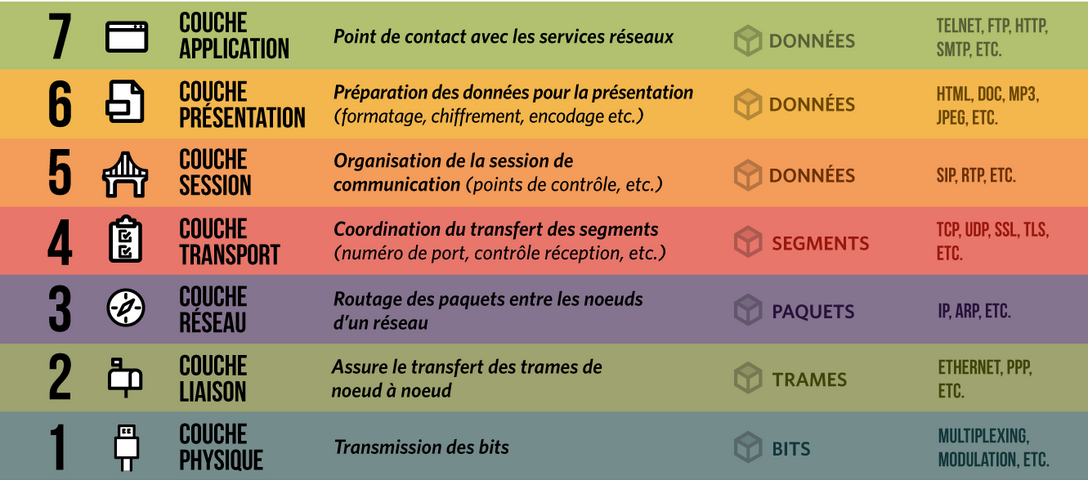 7
COUCHE
APPLICATION
Point de contact avec les services réseaux
DONNÉES
TELNET, FTP, HTTP,
SMTP, ETC.
6
COUCHE
PRÉSENTATION
Préparation des données pour la présentation
(formatage, chiffrement, encodage etc.)
DONNÉES
HTML, DOC, MP3,
JPEG, ETC.
5
COUCHE
SESSION
Organisation de la session de
communication (points de contrôle, etc.)
DONNÉES
SIP, RTP, ETC.
4
COUCHE
TRANSPORT
Coordination du transfert des segments
(numéro de port, contrôle réception, etc.)
SEGMENTS
TCP, UDP, SSL, TLS,
ETC.
3
COUCHE
RÉSEAU
Routage des paquets entre les noeuds
d'un réseau
PAQUETS
IP, ARP, ETC.
2
COUCHE
LIAISON
Assure le transfert des trames de
noeud à noeud
TRAMES
ETHERNET, PPP,
ETC.
1
COUCHE
PHYSIQUE
Transmission des bits
BITS
MULTIPLEXING,
MODULATION, ETC.